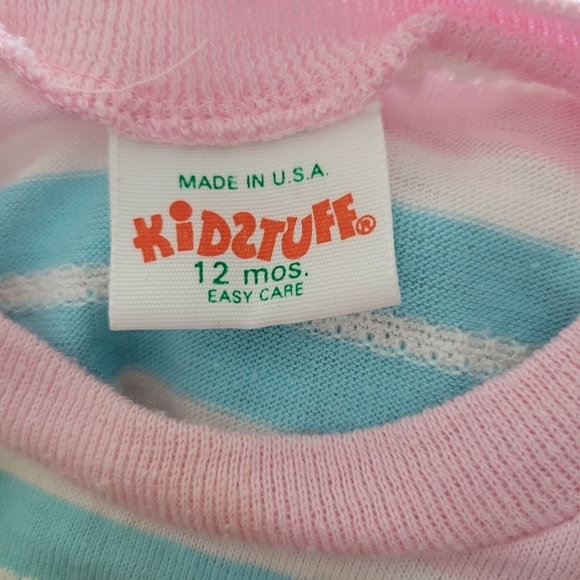 MADE IN U.S.A.
KiDSTUFF®
12 mos.
EASY CARE